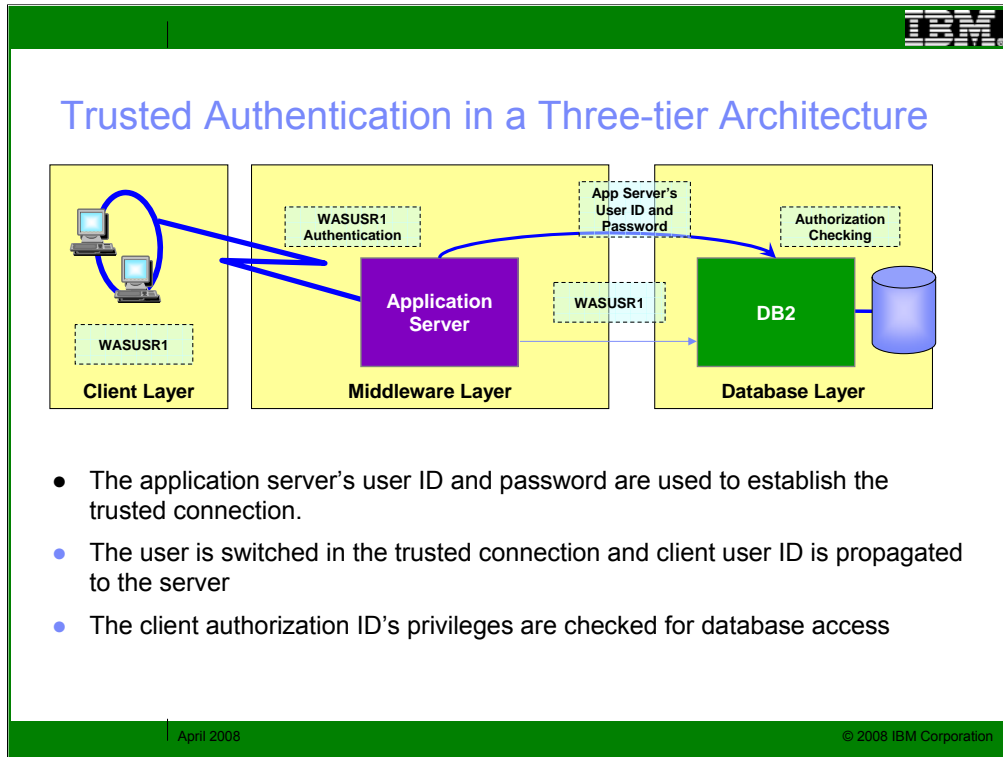 IBM®
Trusted Authentication in a Three-tier Architecture
WASUSR1
Client Layer
WASUSR1
Authentication
Application
Server
Middleware Layer
App Server's
User ID and
Password
WASUSR1
Authorization
Checking
DB2
Database Layer
● The application server's user ID and password are used to establish the
trusted connection.
● The user is switched in the trusted connection and client user ID is propagated
to the server
● The client authorization ID's privileges are checked for database access
April 2008
© 2008 IBM Corporation